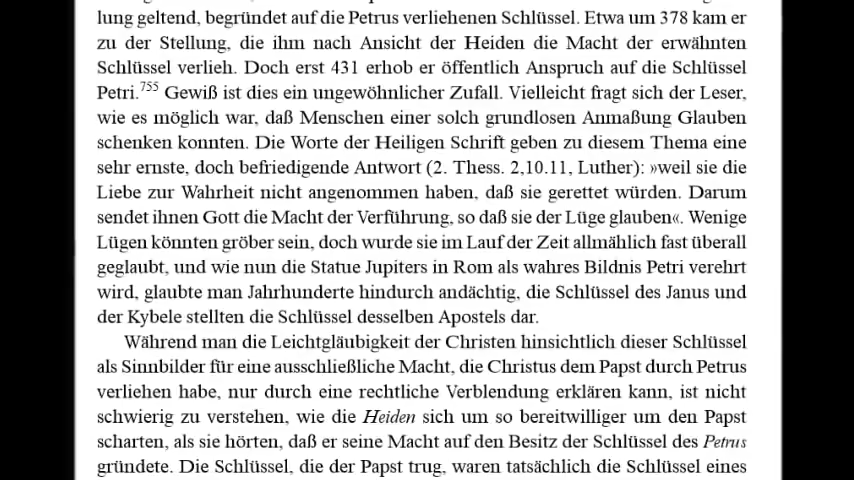 lung geltend, begründet auf die Petrus verliehenen Schlüssel. Etwa um 378 kam er
zu der Stellung, die ihm nach Ansicht der Heiden die Macht der erwähnten
Schlüssel verlieh. Doch erst 431 erhob er öffentlich Anspruch auf die Schlüssel
Petri.755 Gewiß ist dies ein ungewöhnlicher Zufall. Vielleicht fragt sich der Leser,
wie es möglich war, daß Menschen einer solch grundlosen Anmaßung Glauben
schenken konnten. Die Worte der Heiligen Schrift geben zu diesem Thema eine
sehr ernste, doch befriedigende Antwort (2. Thess. 2,10.11, Luther): »weil sie die
Liebe zur Wahrheit nicht angenommen haben, daß sie gerettet würden. Darum
sendet ihnen Gott die Macht der Verführung, so daß sie der Lüge glauben«. Wenige
Lügen könnten gröber sein, doch wurde sie im Lauf der Zeit allmählich fast überall
geglaubt, und wie nun die Statue Jupiters in Rom als wahres Bildnis Petri verehrt
wird, glaubte man Jahrhunderte hindurch andächtig, die Schlüssel des Janus und
der Kybele stellten die Schlüssel desselben Apostels dar.
Während man die Leichtgläubigkeit der Christen hinsichtlich dieser Schlüssel
als Sinnbilder für eine ausschließliche Macht, die Christus dem Papst durch Petrus
verliehen habe, nur durch eine rechtliche Verblendung erklären kann, ist nicht
schwierig zu verstehen, wie die Heiden sich um so bereitwilliger um den Papst
scharten, als sie hörten, daß er seine Macht auf den Besitz der Schlüssel des Petrus
gründete. Die Schlüssel, die der Papst trug, waren tatsächlich die Schlüssel eines